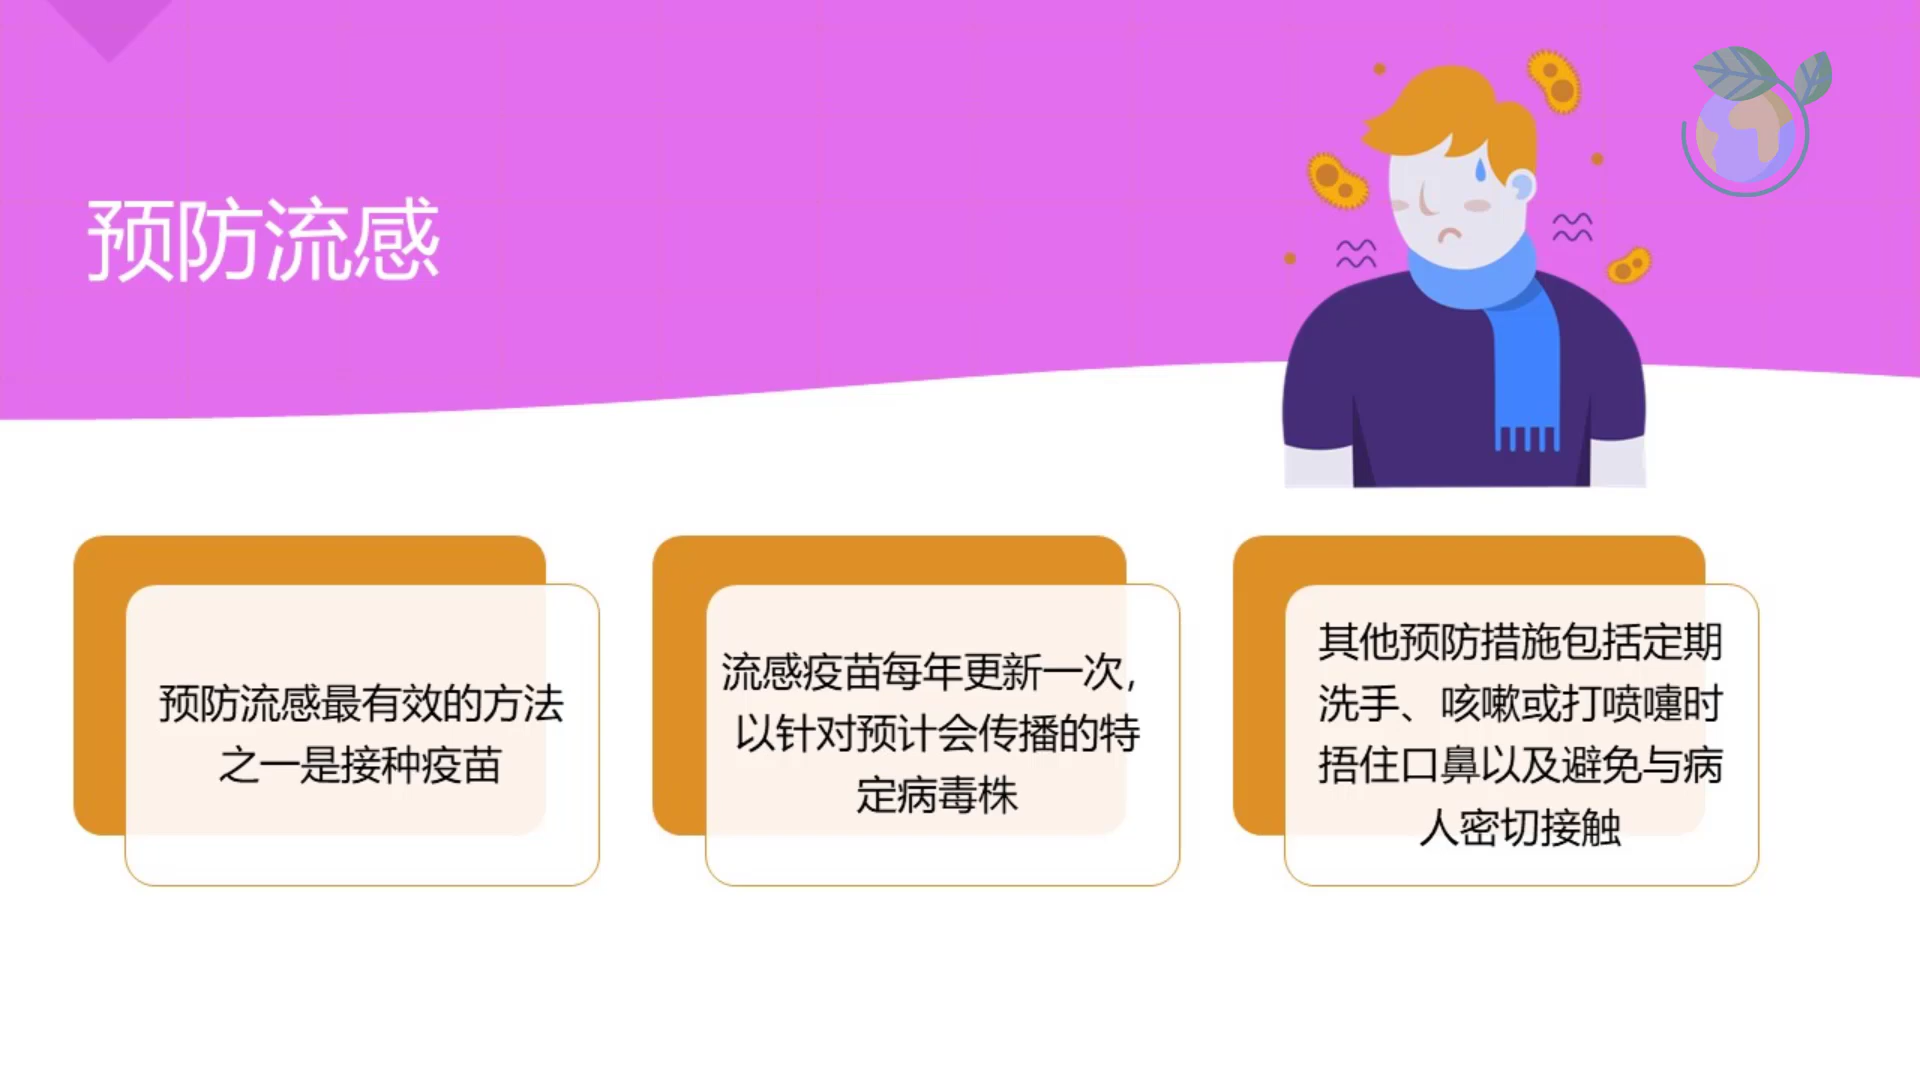 预防流感
预防流感最有效的方法
之一是接种疫苗
流感疫苗每年更新一次，
以针对预计会传播的特
定病毒株
其他预防措施包括定期
洗手、咳嗽或打喷嚏时
捂住口鼻以及避免与病
人密切接触